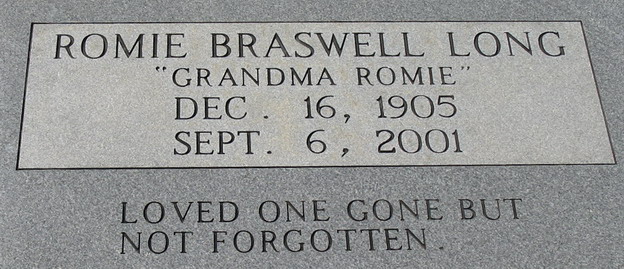 ROMIE BRASWELL LONG
"GRANDMA ROMIE"
DEC. 16, 1905
SEPT. 6, 2001
LOVED ONE GONE BUT
NOT FORGOTTEN.